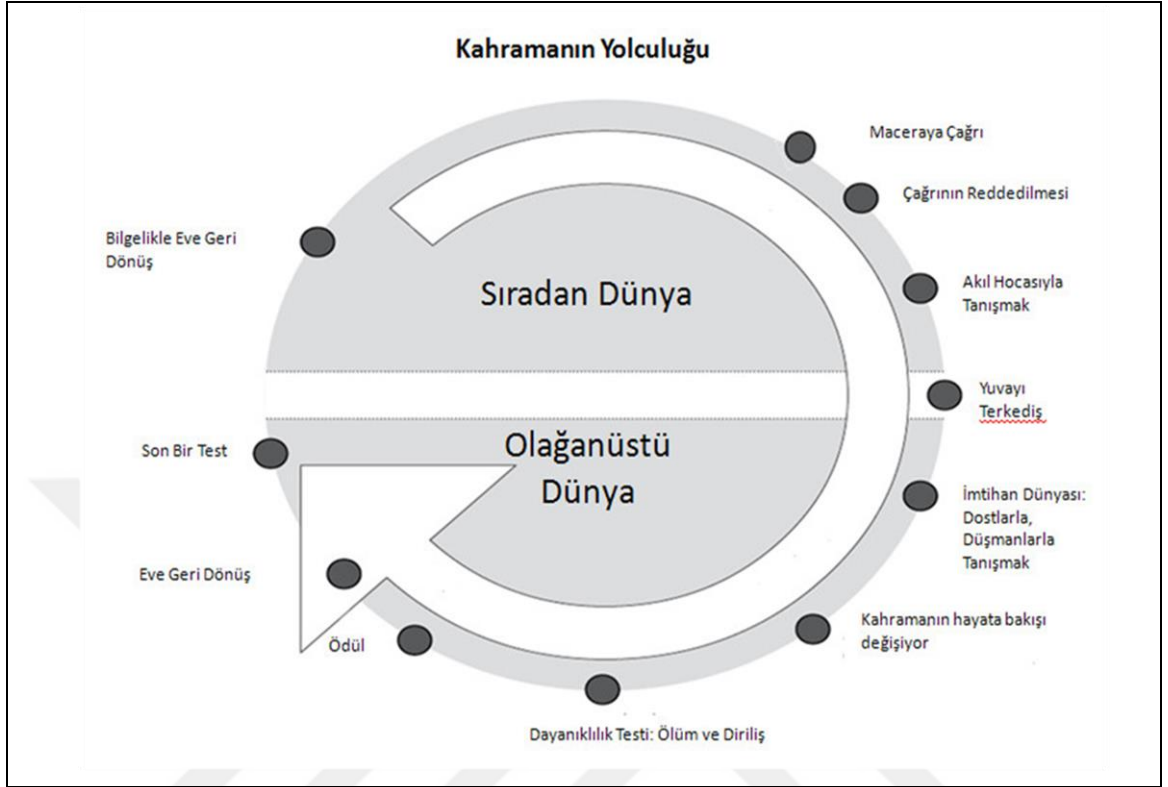 Kahramanın Yolculuğu
Maceraya Çağrı
Çağrının Reddedilmesi
Akıl Hocasıyla
Tanışmak
Yuvayı
Terkediş
İmtihan Dünyası:
Dostlarla,
Düşmanlarla
Tanışmak
Kahramanın hayata bakışı
değişiyor
Dayanıklılık Testi: Ölüm ve Diriliş
Ödül
Eve Geri Dönüş
Son Bir Test
Bilgelikle Eve Geri
Dönüş
Sıradan Dünya
Olağanüstü
Dünya